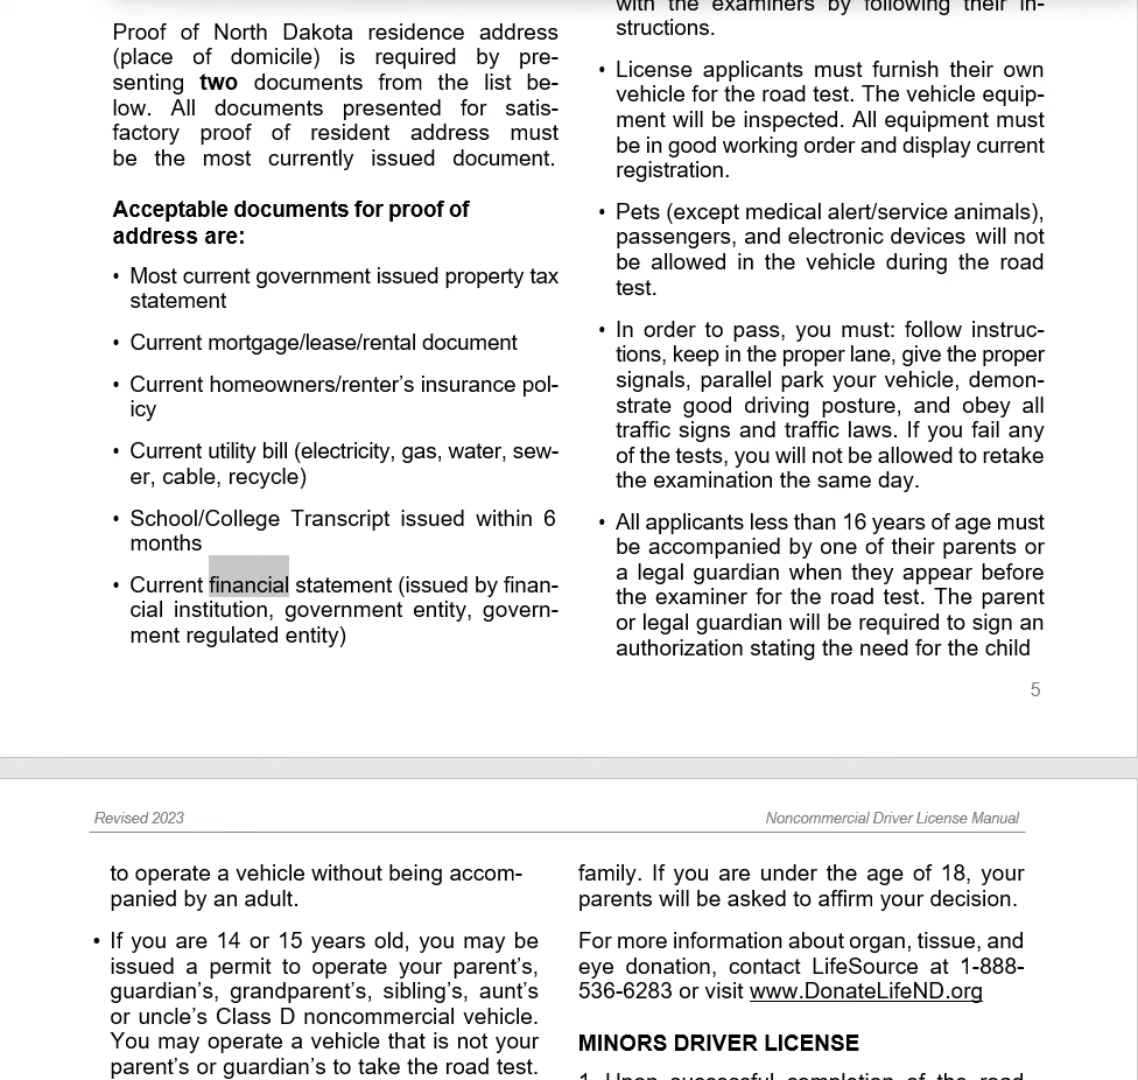 Proof of North Dakota residence address
(place of domicile) is required by pre-
senting two documents from the list be-
low. All documents presented for satis-
factory proof of resident address must
be the most currently issued document.
Acceptable documents for proof of
address are:
• Most current government issued property tax
statement
• Current mortgage/lease/rental document
• Current homeowners/renter’s insurance pol-
icy
• Current utility bill (electricity, gas, water, sew-
er, cable, recycle)
• School/College Transcript issued within 6
months
• Current financial statement (issued by finan-
cial institution, government entity, govern-
ment regulated entity)
with the examiners by following their in-
structions.
• License applicants must furnish their own
vehicle for the road test. The vehicle equip-
ment will be inspected. All equipment must
be in good working order and display current
registration.
• Pets (except medical alert/service animals),
passengers, and electronic devices will not
be allowed in the vehicle during the road
test.
• In order to pass, you must: follow instruc-
tions, keep in the proper lane, give the proper
signals, parallel park your vehicle, demon-
strate good driving posture, and obey all
traffic signs and traffic laws. If you fail any
of the tests, you will not be allowed to retake
the examination the same day.
• All applicants less than 16 years of age must
be accompanied by one of their parents or
a legal guardian when they appear before
the examiner for the road test. The parent
or legal guardian will be required to sign an
authorization stating the need for the child
5
Revised 2023
Noncommercial Driver License Manual
to operate a vehicle without being accom-
panied by an adult.
• If you are 14 or 15 years old, you may be
issued a permit to operate your parent’s,
guardian’s, grandparent’s, sibling’s, aunt’s
or uncle’s Class D noncommercial vehicle.
You may operate a vehicle that is not your
parent’s or guardian’s to take the road test.
family. If you are under the age of 18, your
parents will be asked to affirm your decision.
For more information about organ, tissue, and
eye donation, contact LifeSource at 1-888-
536-6283 or visit www.DonateLifeND.org
MINORS DRIVER LICENSE
1. Upon successful completion of the road